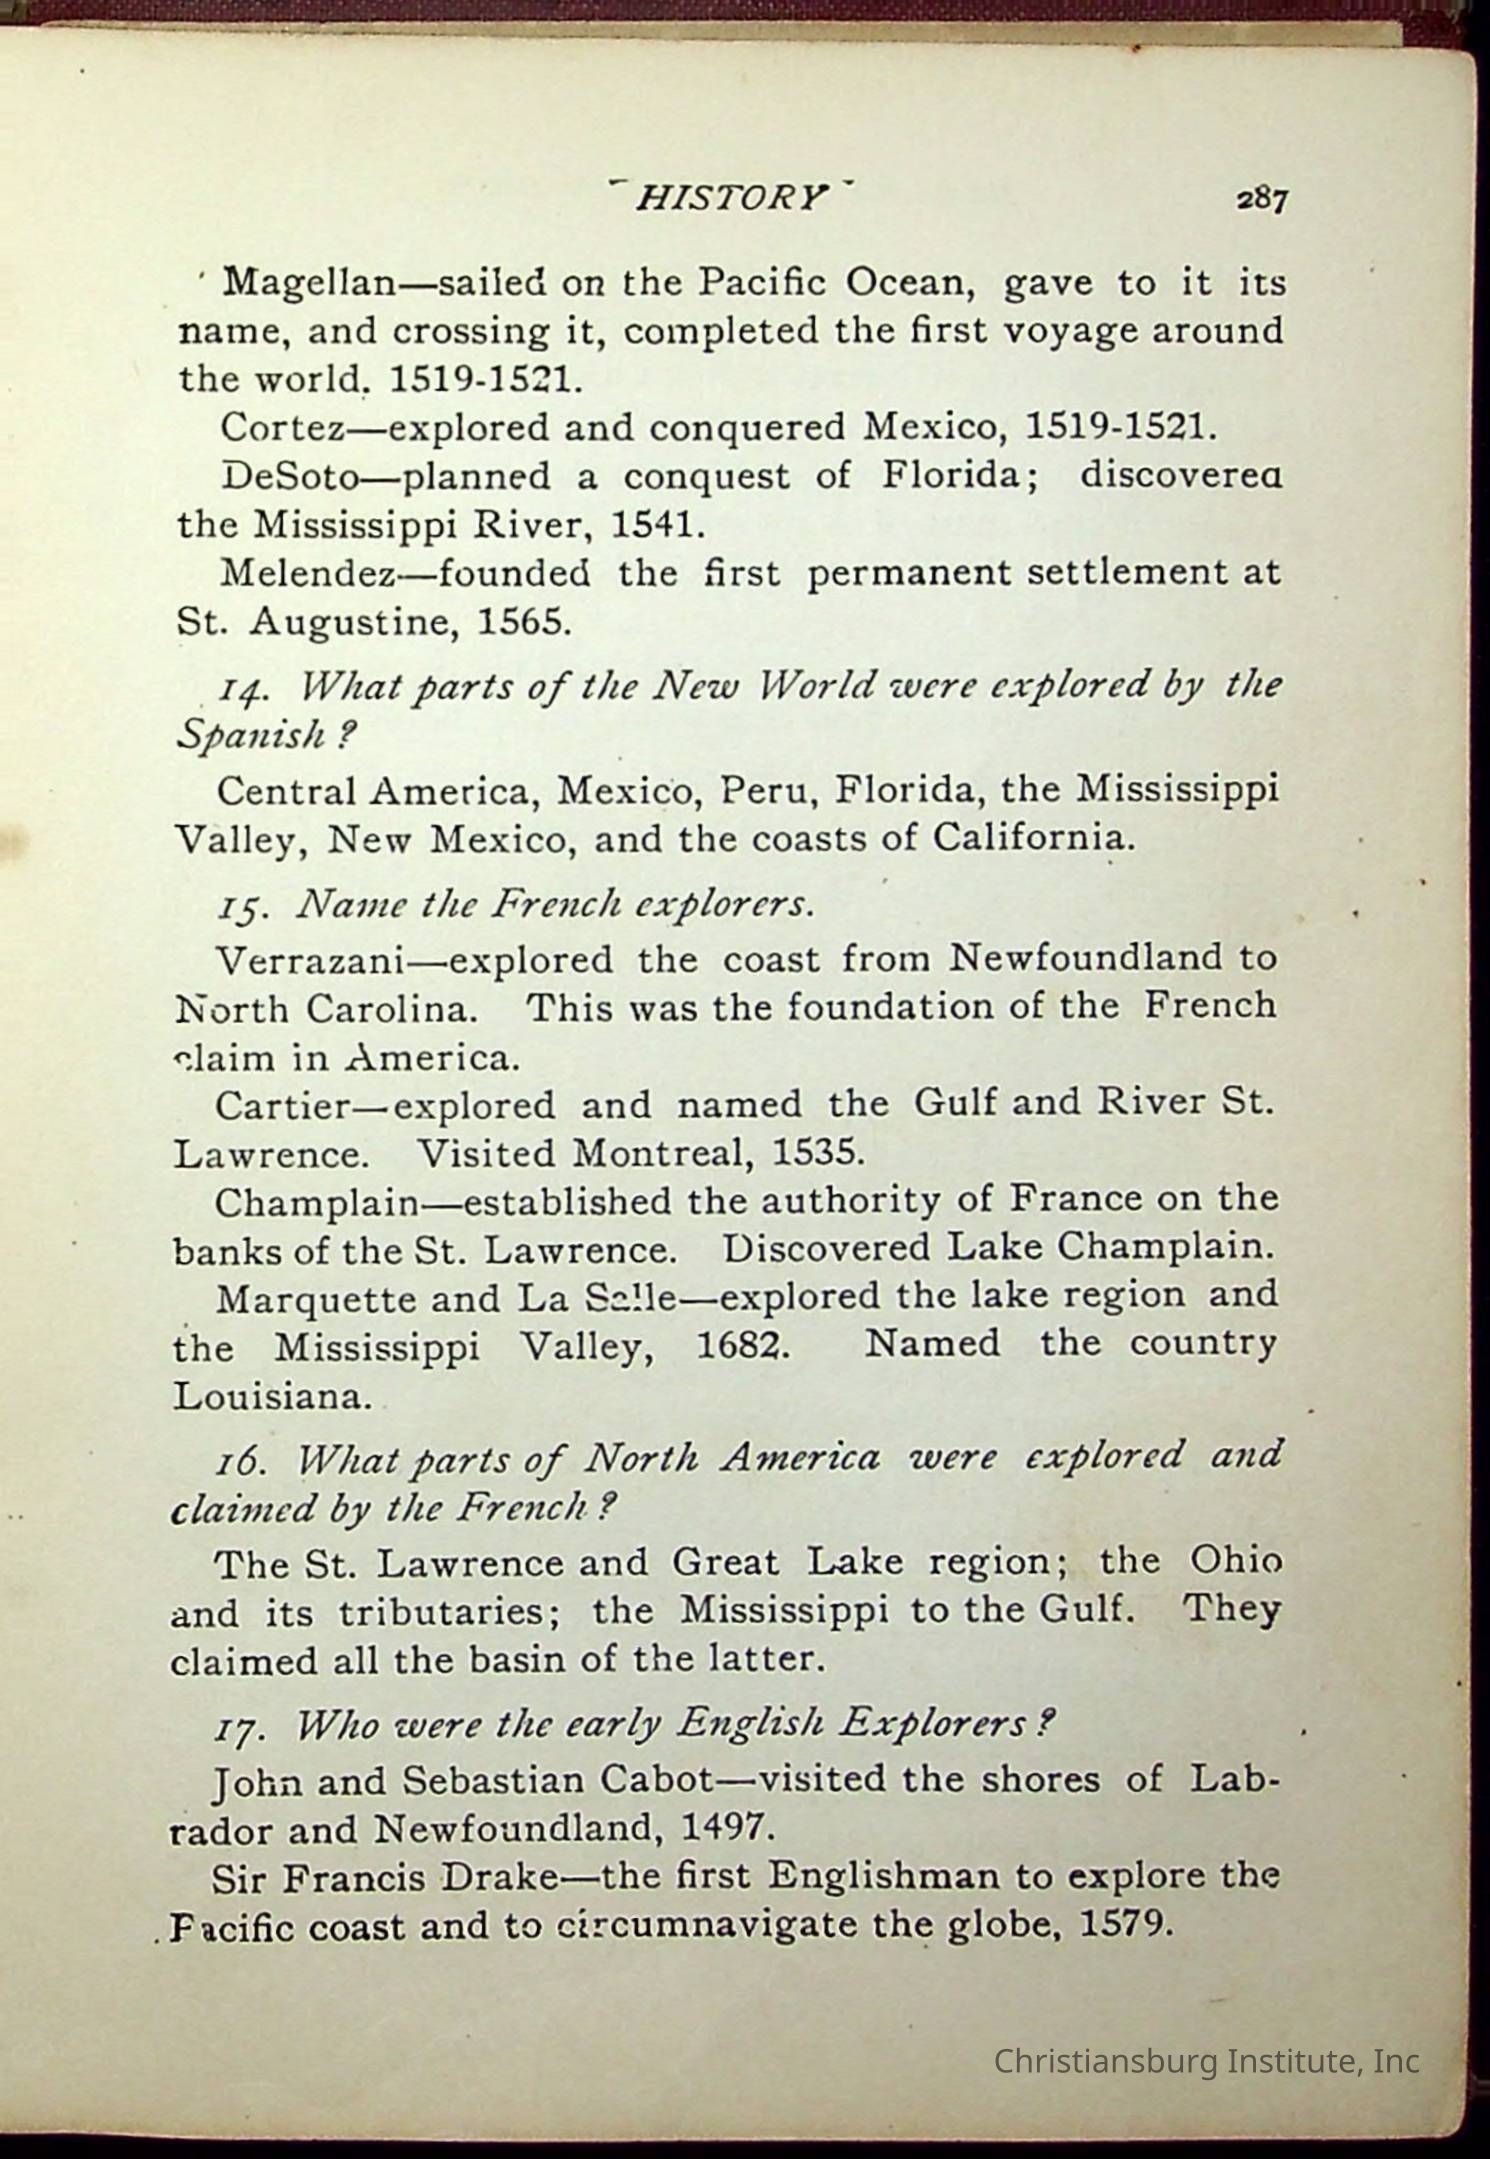 HISTORY 287
Magellan—sailed on the Pacific Ocean, gave to it its
name, and crossing it, completed the first voyage around
the world. 1519-1521.
Cortez—explored and conquered Mexico, 1519-1521.
DeSoto—planned a conquest of Florida; discovered
the Mississippi River, 1541.
Melendez—founded the first permanent settlement at
St. Augustine, 1565.
14. What parts of the New World were explored by the
Spanish?
Central America, Mexico, Peru, Florida, the Mississippi
Valley, New Mexico, and the coasts of California.
15. Name the French explorers.
Verrazani—explored the coast from Newfoundland to
North Carolina. This was the foundation of the French
claim in America.
Cartier—explored and named the Gulf and River St.
Lawrence. Visited Montreal, 1535.
Champlain—established the authority of France on the
banks of the St. Lawrence. Discovered Lake Champlain.
Marquette and La Salle—explored the lake region and
the Mississippi Valley, 1682. Named the country
Louisiana.
16. What parts of North America were explored and
claimed by the French?
The St. Lawrence and Great Lake region; the Ohio
and its tributaries; the Mississippi to the Gulf. They
claimed all the basin of the latter.
17. Who were the early English Explorers?
John and Sebastian Cabot—visited the shores of Lab-
rador and Newfoundland, 1497.
Sir Francis Drake—the first Englishman to explore the
Pacific coast and to circumnavigate the globe, 1579.
Christiansburg Institute, Inc